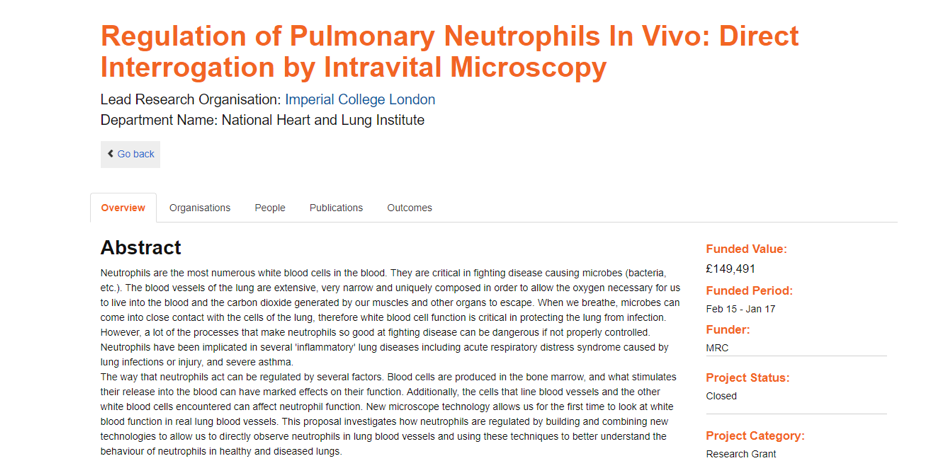 Regulation of Pulmonary Neutrophils In Vivo: Direct
Interrogation by Intravital Microscopy
Lead Research Organisation: Imperial College London
Department Name: National Heart and Lung Institute
Go back
Overview Organisations People Publications Outcomes
Abstract
Neutrophils are the most numerous white blood cells in the blood. They are critical in fighting disease causing microbes (bacteria,
etc.). The blood vessels of the lung are extensive, very narrow and uniquely composed in order to allow the oxygen necessary for us
to live into the blood and the carbon dioxide generated by our muscles and other organs to escape. When we breathe, microbes can
come into close contact with the cells of the lung, therefore white blood cell function is critical in protecting the lung from infection.
However, a lot of the processes that make neutrophils so good at fighting disease can be dangerous if not properly controlled.
Neutrophils have been implicated in several 'inflammatory' lung diseases including acute respiratory distress syndrome caused by
lung infections or injury, and severe asthma.
The way that neutrophils act can be regulated by several factors. Blood cells are produced in the bone marrow, and what stimulates
their release into the blood can have marked effects on their function. Additionally, the cells that line blood vessels and the other
white blood cells encountered can affect neutrophil function. New microscope technology allows us for the first time to look at white
blood function in real lung blood vessels. This proposal investigates how neutrophils are regulated by building and combining new
technologies to allow us to directly observe neutrophils in lung blood vessels and using these techniques to better understand the
behaviour of neutrophils in healthy and diseased lungs.
Funded Value:
£149,491
Funded Period:
Feb 15 - Jan 17
Funder:
MRC
Project Status:
Closed
Project Category:
Research Grant